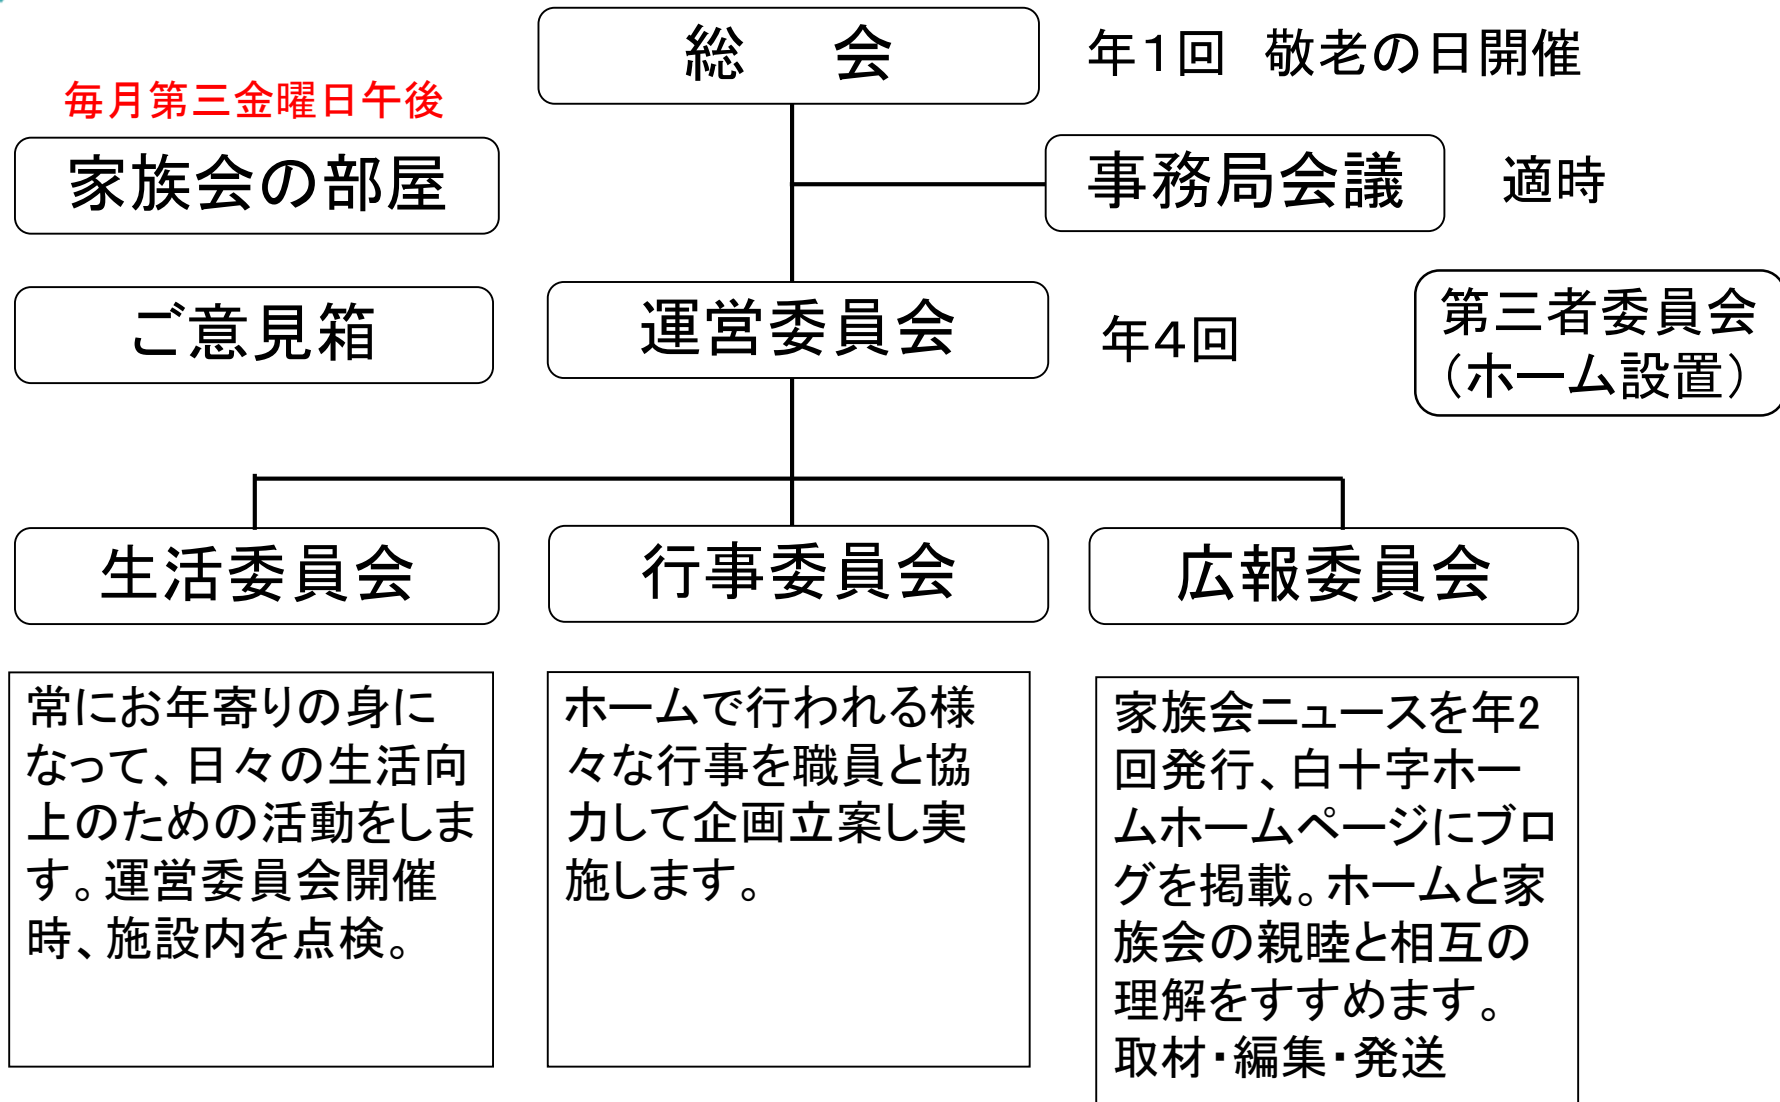 総　会
年1回　敬老の日開催
毎月第三金曜日午後
家族会の部屋
事務局会議
適時
ご意見箱
運営委員会
年4回
第三者委員会
（ホーム設置）
生活委員会
行事委員会
広報委員会
常にお年寄りの身に
なって、日々の生活向
上のための活動をしま
す。運営委員会開催
時、施設内を点検。
ホームで行われる様
々な行事を職員と協
力して企画立案し実
施します。
家族会ニュースを年2
回発行、白十字ホー
ムホームページにブロ
グを掲載。ホームと家
族会の親睦と相互の
理解をすすめます。
取材・編集・発送